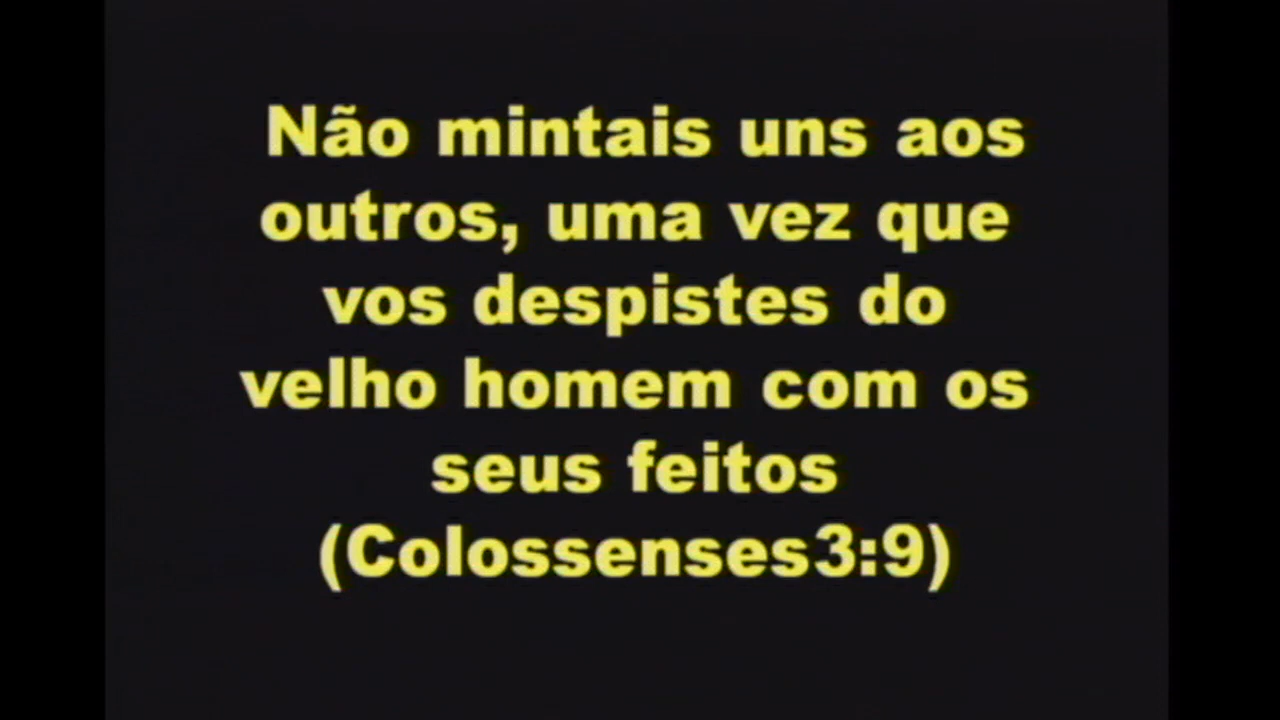 Não mintais uns aos
outros, uma vez que
vos despistes do
velho homem com os
seus feitos
(Colossenses3:9)